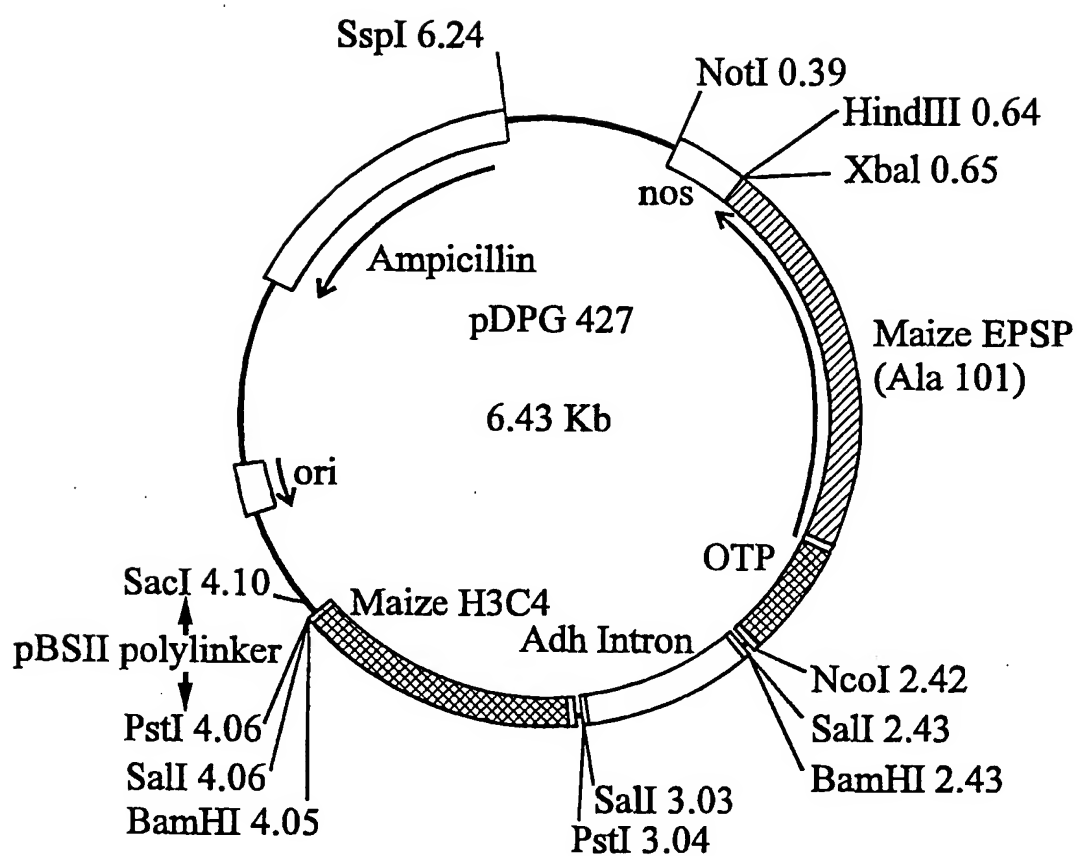 SspI 6.24
NotI 0.39
HindIII 0.64
Xbal 0.65
nos
Ampicillin
pDPG 427
Maize EPSP
(Ala 101)
6.43 Kb
ori
OTP
SacI 4.10
Maize H3C4
Adh Intron
pBSII polylinker
NcoI 2.42
PstI 4.06
SalI 2.43
SalI 4.06
BamHI 2.43
BamHI 4.05
SalI 3.03
PstI 3.04